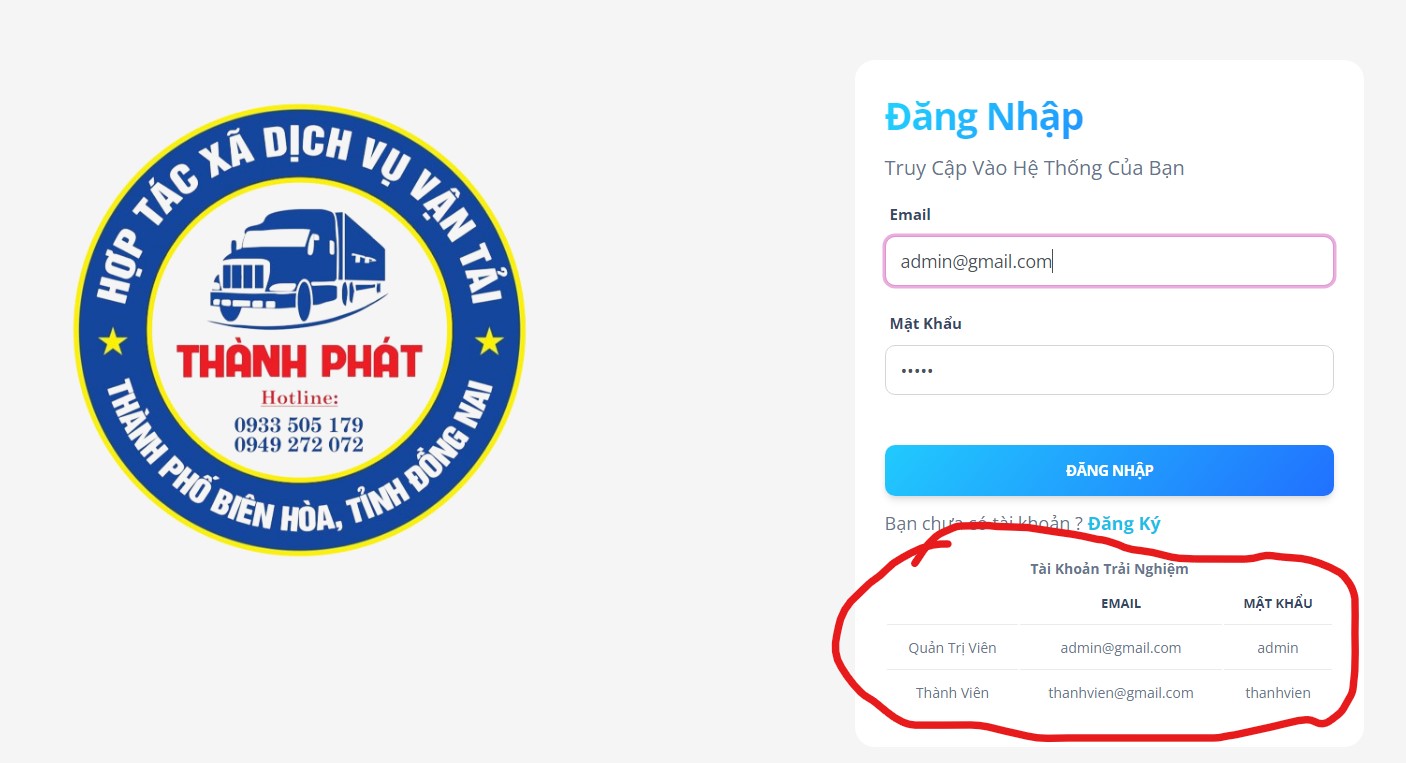 HỢP TÁC XÃ DỊCH VỤ VẬN TẢI
THÀNH PHÁT
Hotline:
0933 505 179
0949 272 072
THÀNH PHỐ BIÊN HÒA, TỈNH ĐỒNG NAI
Đăng Nhập
Truy Cập Vào Hệ Thống Của Bạn
Email
admin@gmail.com
Mật Khẩu
•••••
ĐĂNG NHẬP
Bạn chưa có tài khoản ? Đăng Ký
Tài Khoản Trải Nghiệm
EMAIL MẬT KHẨU
Quản Trị Viên admin@gmail.com admin
Thành Viên thanhvien@gmail.com thanhvien